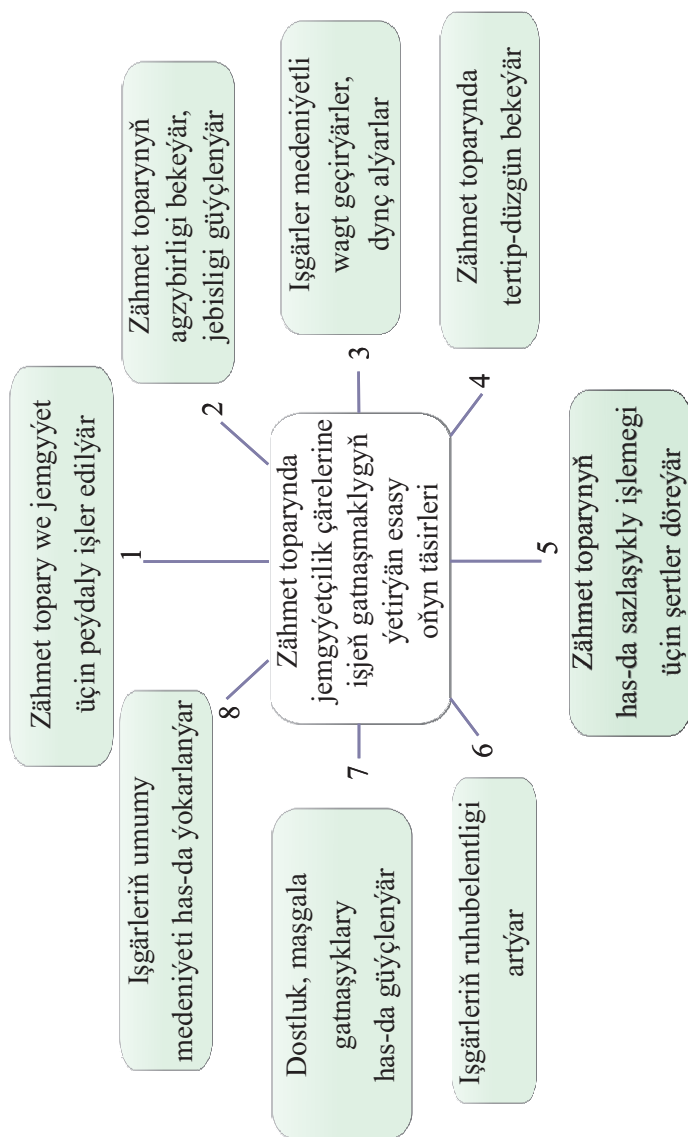 Zähmet toparynda
jemgyýetçilik çärelerine
işjeň gatnaşmaklygyň
ýetirýän esasy
oňyn täsirleri
1
Zähmet topary we jemgyýet
üçin peýdaly işler edilýär
2
Zähmet toparynyň
agzybirligi bekeýär,
jebisligi güýçlenýär
3
Işgärler medeniýetli
wagt geçirýärler,
dynç alýarlar
4
Zähmet toparynda
tertip-düzgün bekeýär
5
Zähmet toparynyň
has-da sazlaşykly işlemegi
üçin şertler döreýär
6
Işgärleriň ruhubelentligi
artýar
7
Dostluk, maşgala
gatnaşyklary
has-da güýçlenýär
8
Işgärleriň umumy
medeniýeti has-da ýokarlanýar